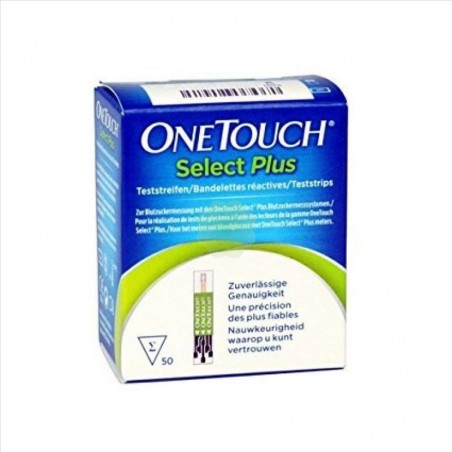 ONETOUCH®
Select Plus
Teststreifen/Bandelettes réactives/Teststrips
Zur Blutzuckermessung mit den OneTouch Select® Plus Blutzuckermesssystemen./
Pour la réalisation de tests de glycémie à l'aide des lecteurs de la gamme OneTouch
Select® Plus./Voor het meten van bloedglucose met OneTouch Select® Plus meters.
Zuverlässige
Genauigkeit
Une précision
des plus fiables
Nauwkeurigheid
waarop u kunt
vertrouwen
ONETOUCH
Σ
50